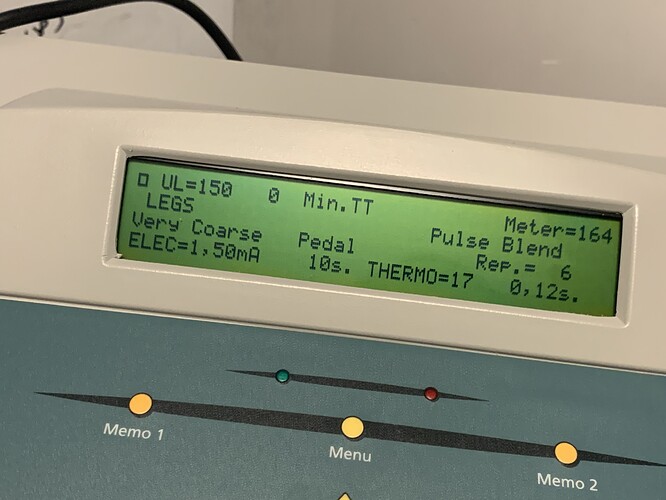 □ UL=150 0 Min.TT Meter=164
LEGS Pulse Blend
Very Coarse Pedal Rep.= 6
ELEC=1,50mA 10s. THERMO=17 0,12s.
Memo 1
Menu
Memo 2